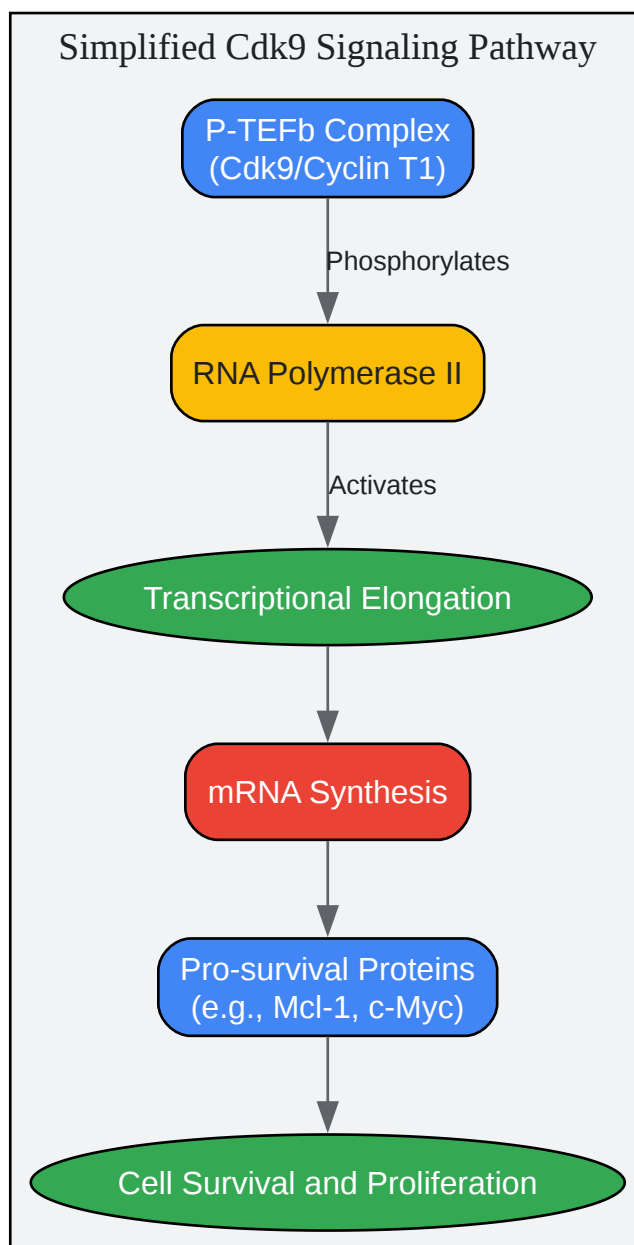 Simplified Cdk9 Signaling Pathway
P-TEFb Complex
(Cdk9/Cyclin T1)
Phosphorylates
RNA Polymerase II
Activates
Transcriptional Elongation
mRNA Synthesis
Pro-survival Proteins
(e.g., Mcl-1, c-Myc)
Cell Survival and Proliferation